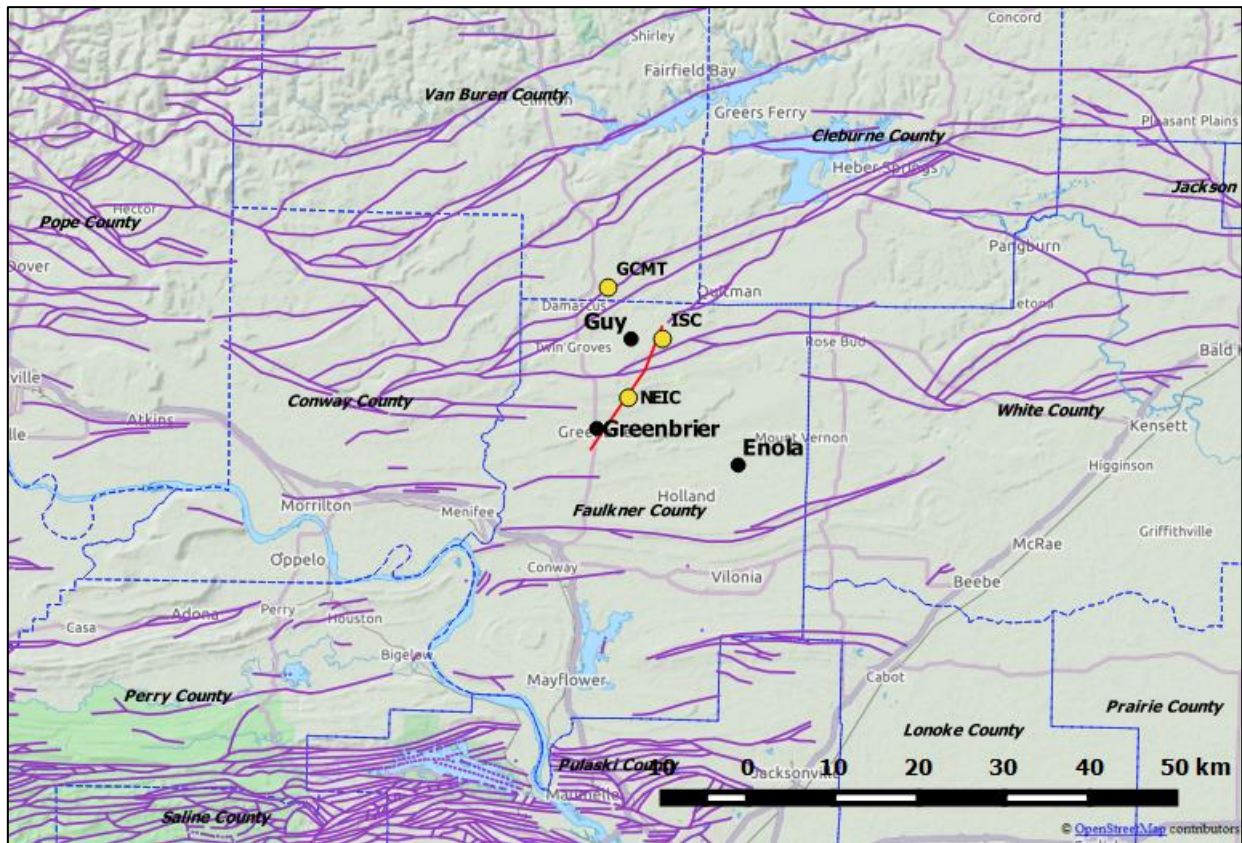 Concord
Shirley
Fairfield Bay
Van Buren County
Clinton
Greers Ferry
Pleasant Plains
Cleburne County
Heber Springs
Jackson
Hector
Pope County
Pangburn
Dover
GCMT
Damascus
Quitman
Letona
Guy
ISC
Twin Groves
Rose Bud
Bald K
ville
NEIC
Conway County
White County
Atkins
Kensett
lle
Greenbrier
Mount Vernon
Enola
Higginson
Holland
Morrilton
Menifee
Faulkner County
Griffithville
McRae
Oppelo
Conway
Vilonia
Beebe
Adona
Perry
Houston
Casa
Bigelow
Mayflower
Cabot
Perry County
Prairie County
Lonoke County
Pulaski County
10 0 10 20 30 40 50 km
Jacksonville
Maumelle
Saline County
© OpenStreetMap contributors